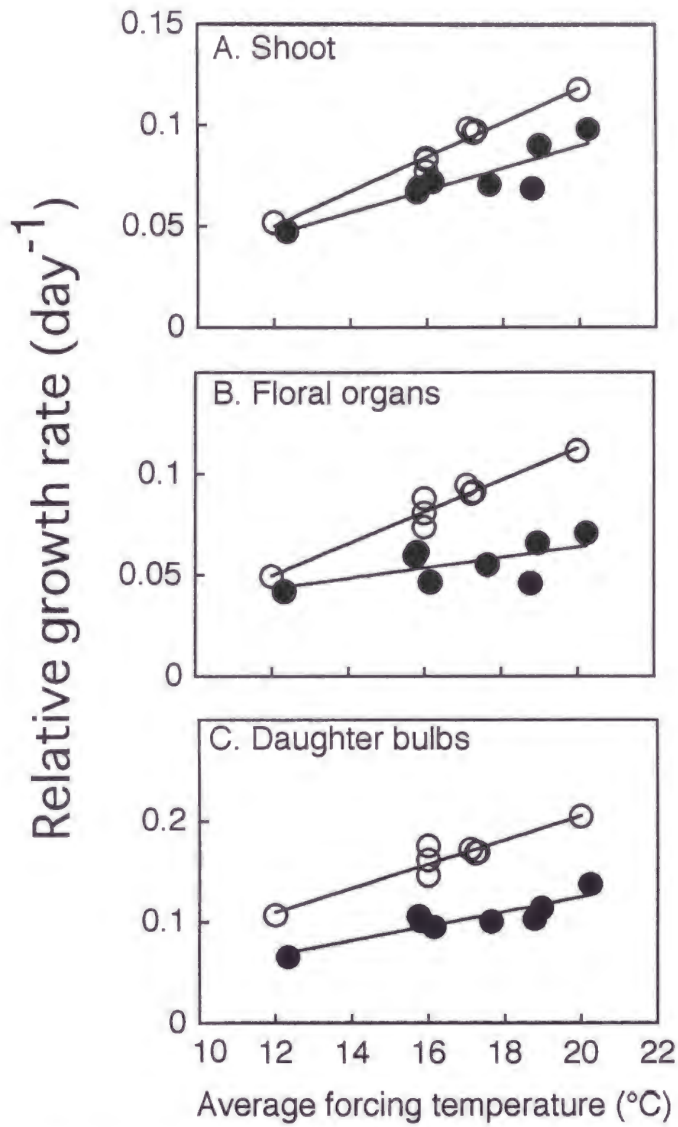 Relative growth rate (day-1)
0.15
A. Shoot
0.1
0.05
0
B. Floral organs
0.1
0.05
0
C. Daughter bulbs
0.2
0.1
0
10 12 14 16 18 20 22
Average forcing temperature (°C)